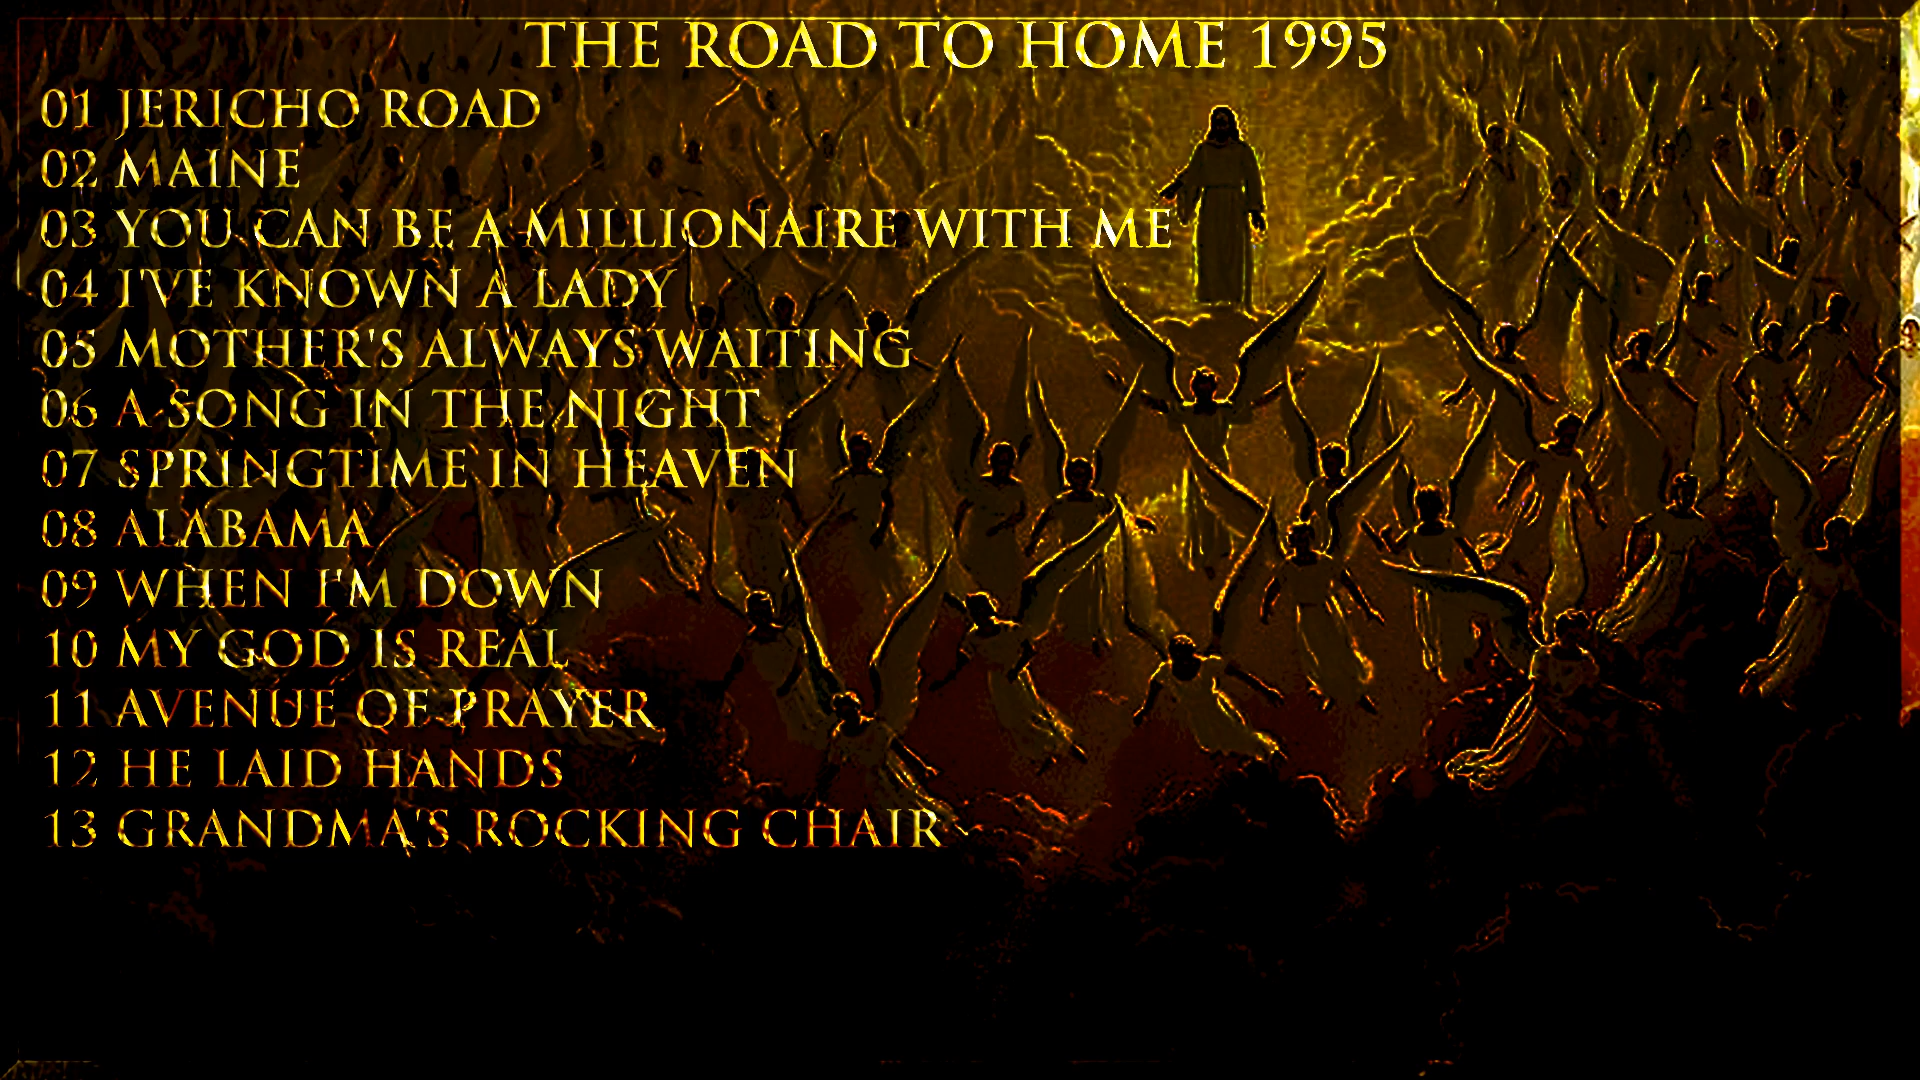 THE ROAD TO HOME 1995
01 JERICHO ROAD
02 MAINE
03 YOU CAN BE A MILLIONAIRE WITH ME
04 I'VE KNOWN A LADY
05 MOTHER'S ALWAYS WAITING
06 A SONG IN THE NIGHT
07 SPRINGTIME IN HEAVEN
08 ALABAMA
09 WHEN I'M DOWN
10 MY GOD IS REAL
11 AVENUE OF PRAYER
12 HE LAID HANDS
13 GRANDMA'S ROCKING CHAIR